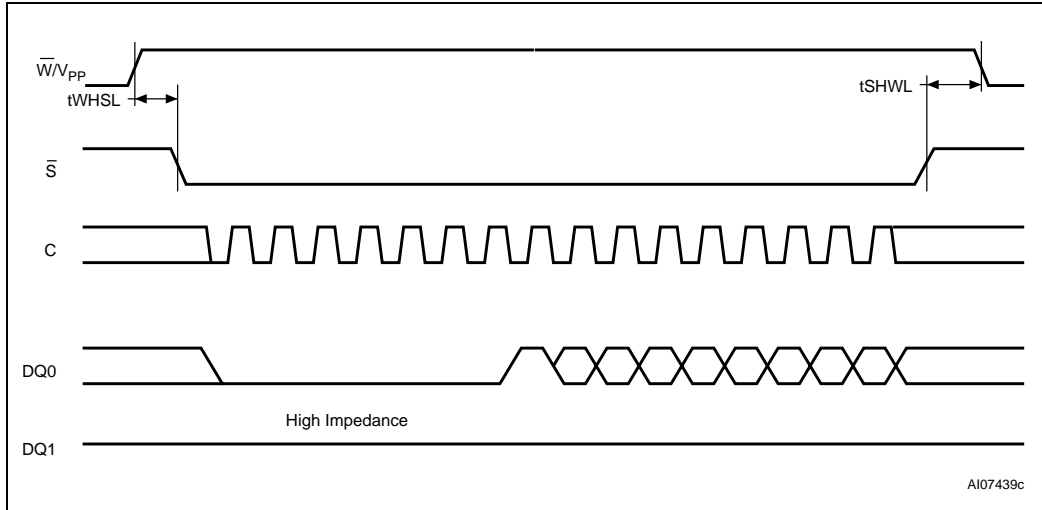 W̅/VPP
tWHSL
tSHWL
S̅
C
DQ0
High Impedance
DQ1
AI07439c